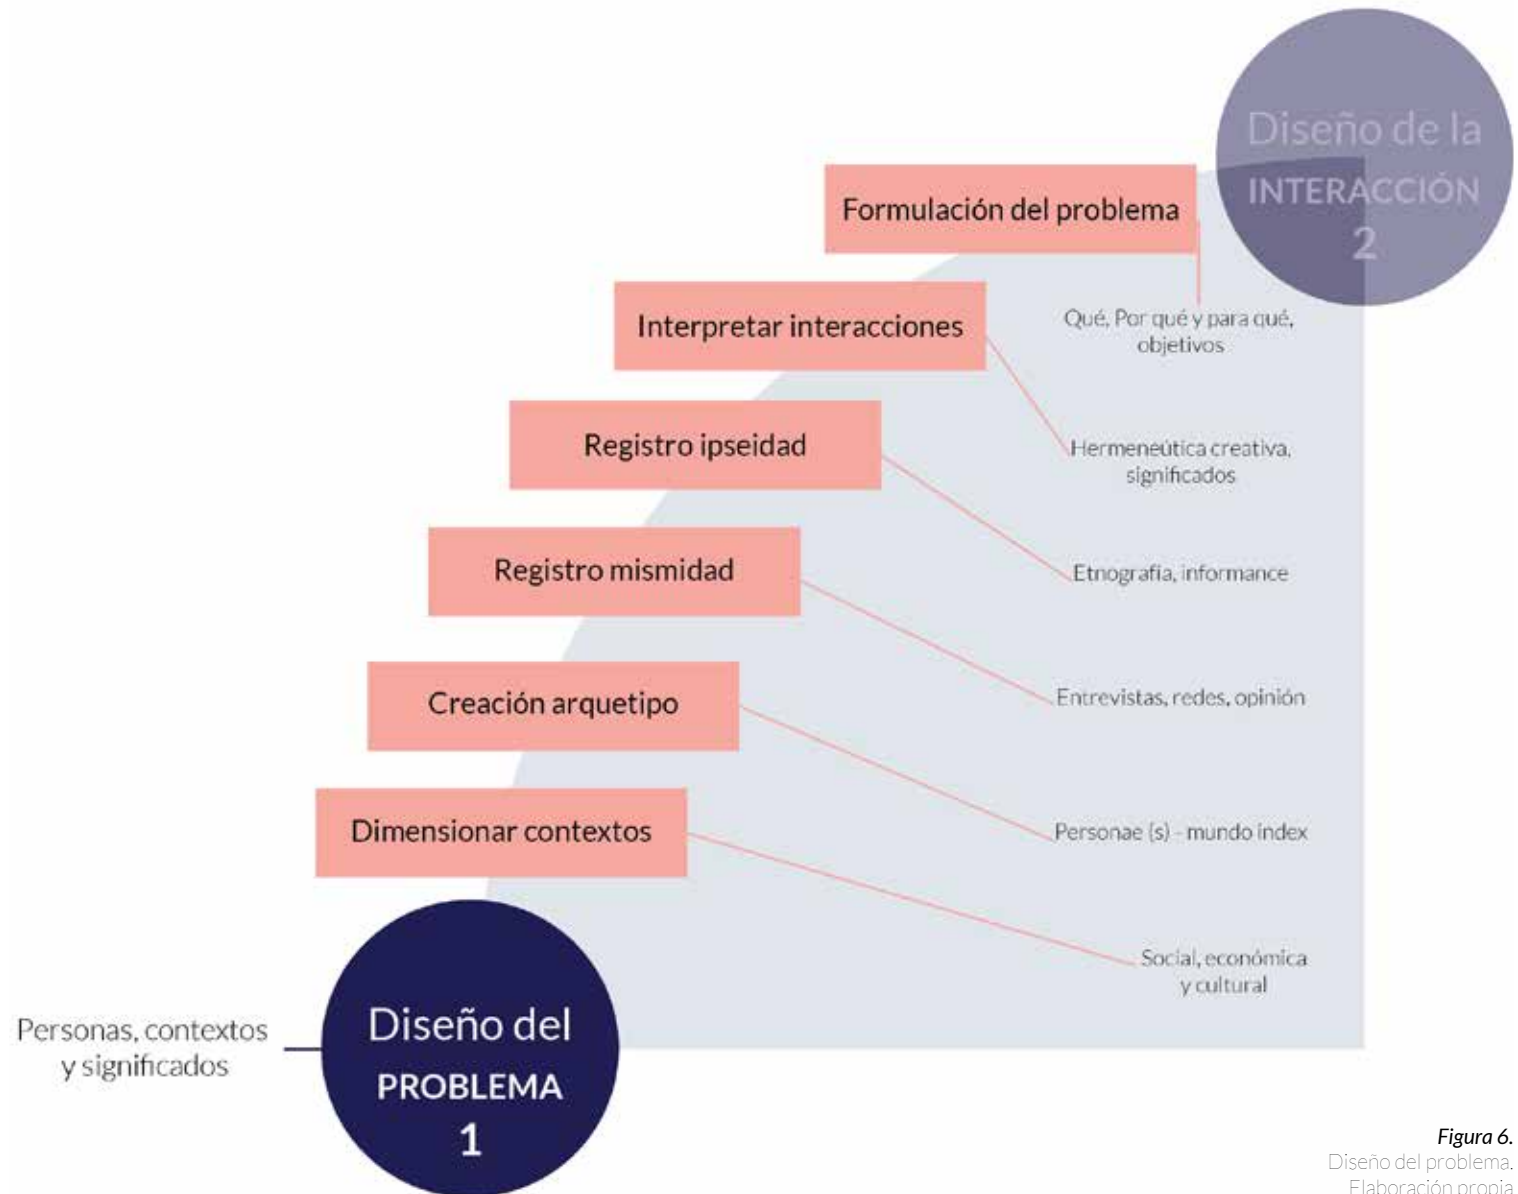 Diseño de la
INTERACCIÓN
2
Formulación del problema
Qué, Por qué y para qué,
objetivos
Interpretar interacciones
Hermeneútica creativa,
significados
Registro ipseidad
Etnografía, informance
Registro mismidad
Entrevistas, redes, opinión
Creación arquetipo
Personae (s) - mundo index
Dimensionar contextos
Social, económica
y cultural
Personas, contextos
y significados
Diseño del
PROBLEMA
1
Figura 6.
Diseño del problema.
Elaboración propia